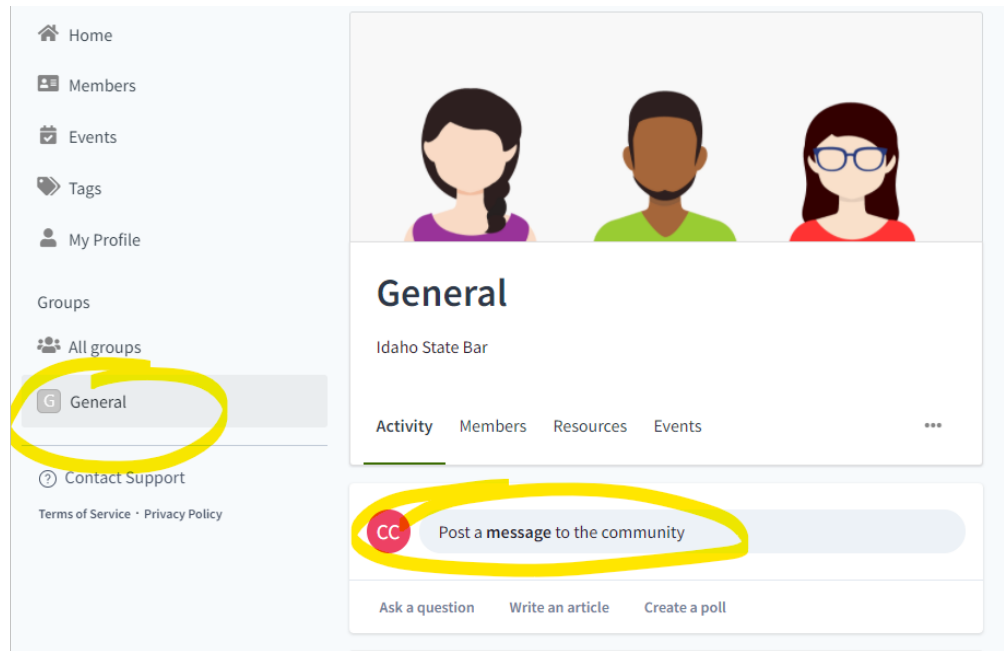 Home
Members
Events
Tags
My Profile
Groups
All groups
G General
? Contact Support
Terms of Service · Privacy Policy
General
Idaho State Bar
Activity Members Resources Events •••
CC Post a message to the community
Ask a question Write an article Create a poll